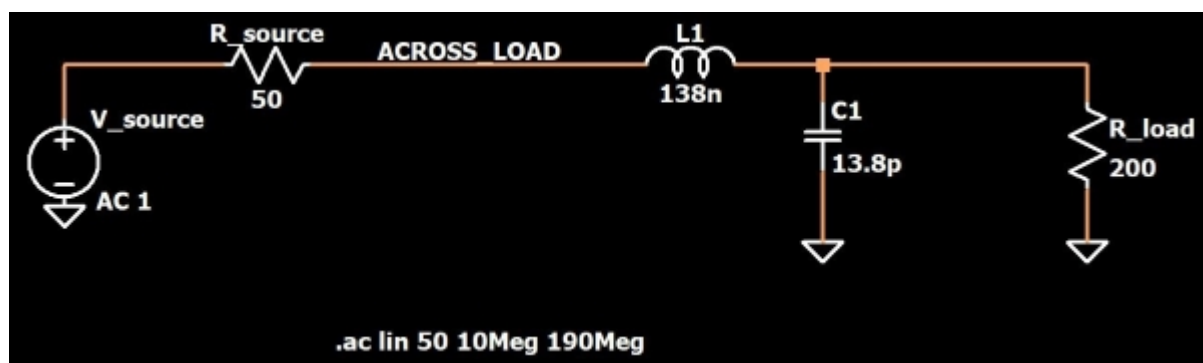 R_source
ACROSS_LOAD
L1
50
138n
V_source
C1
R_load
13.8p
200
AC 1
.ac lin 50 10Meg 190Meg